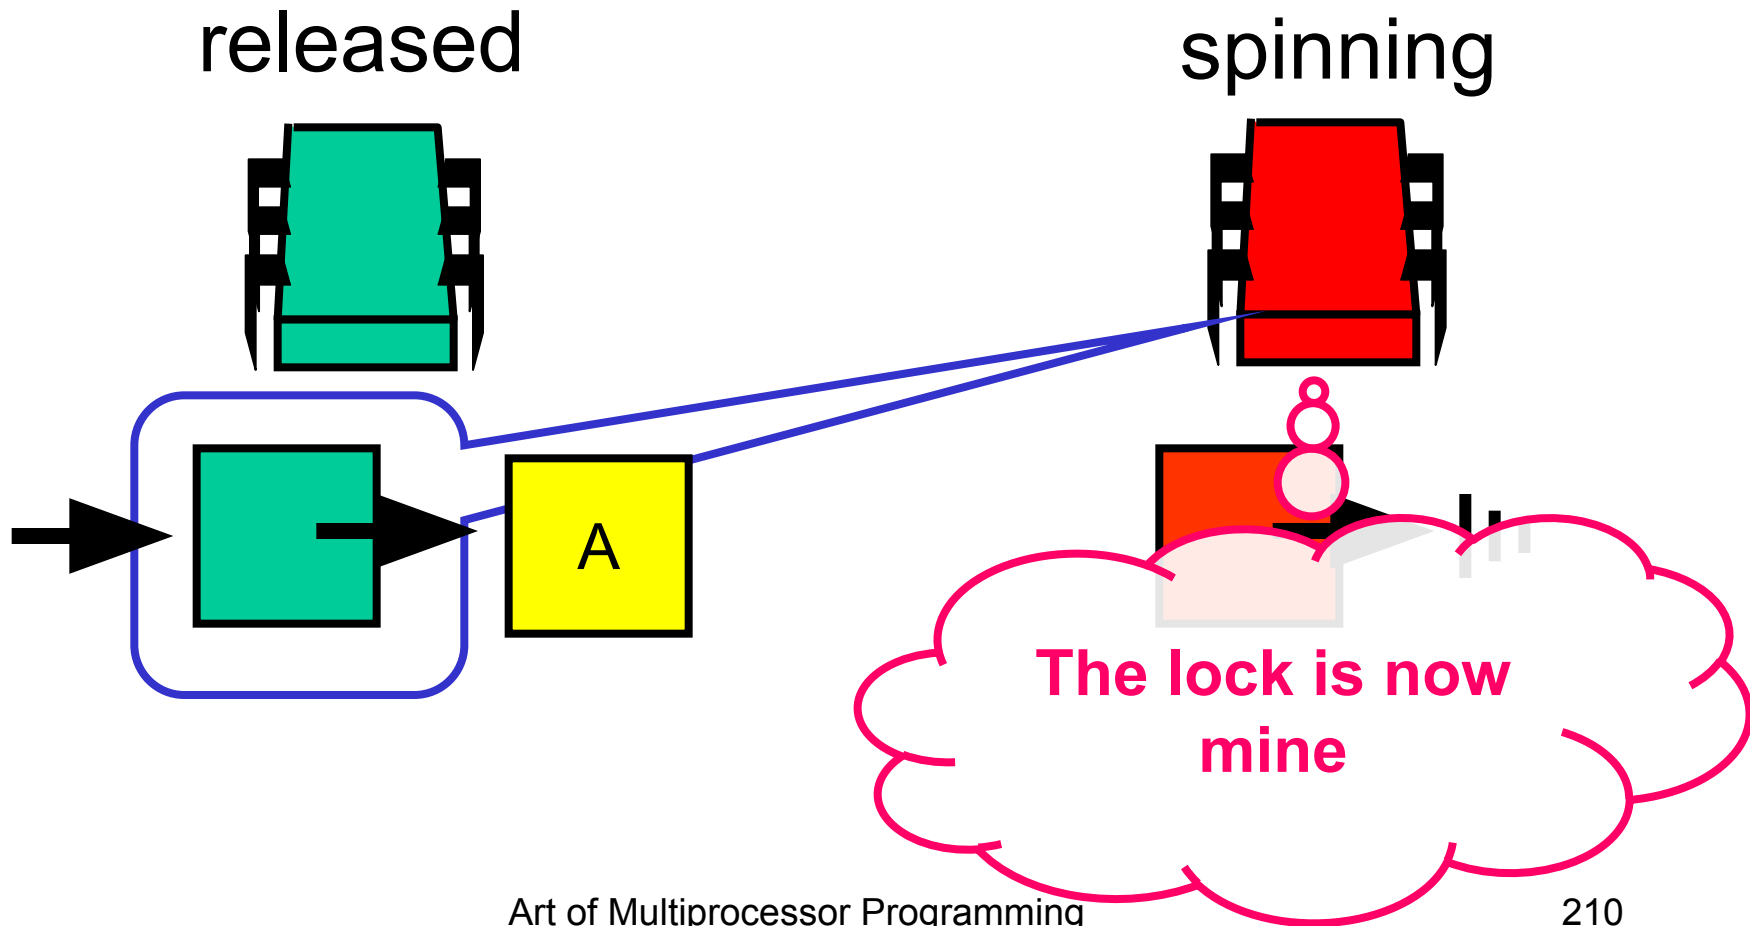 released
spinning
A
The lock is now
mine
Art of Multiprocessor Programming
210